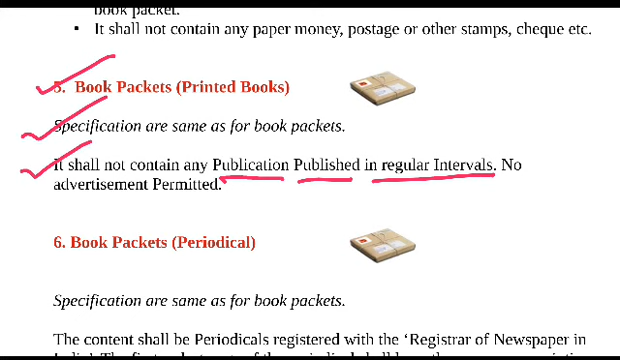 book packet.
▪ It shall not contain any paper money, postage or other stamps, cheque etc.
5. Book Packets (Printed Books)
Specification are same as for book packets.
It shall not contain any Publication Published in regular Intervals. No
advertisement Permitted.
6. Book Packets (Periodical)
Specification are same as for book packets.
The content shall be Periodicals registered with the ‘Registrar of Newspaper in